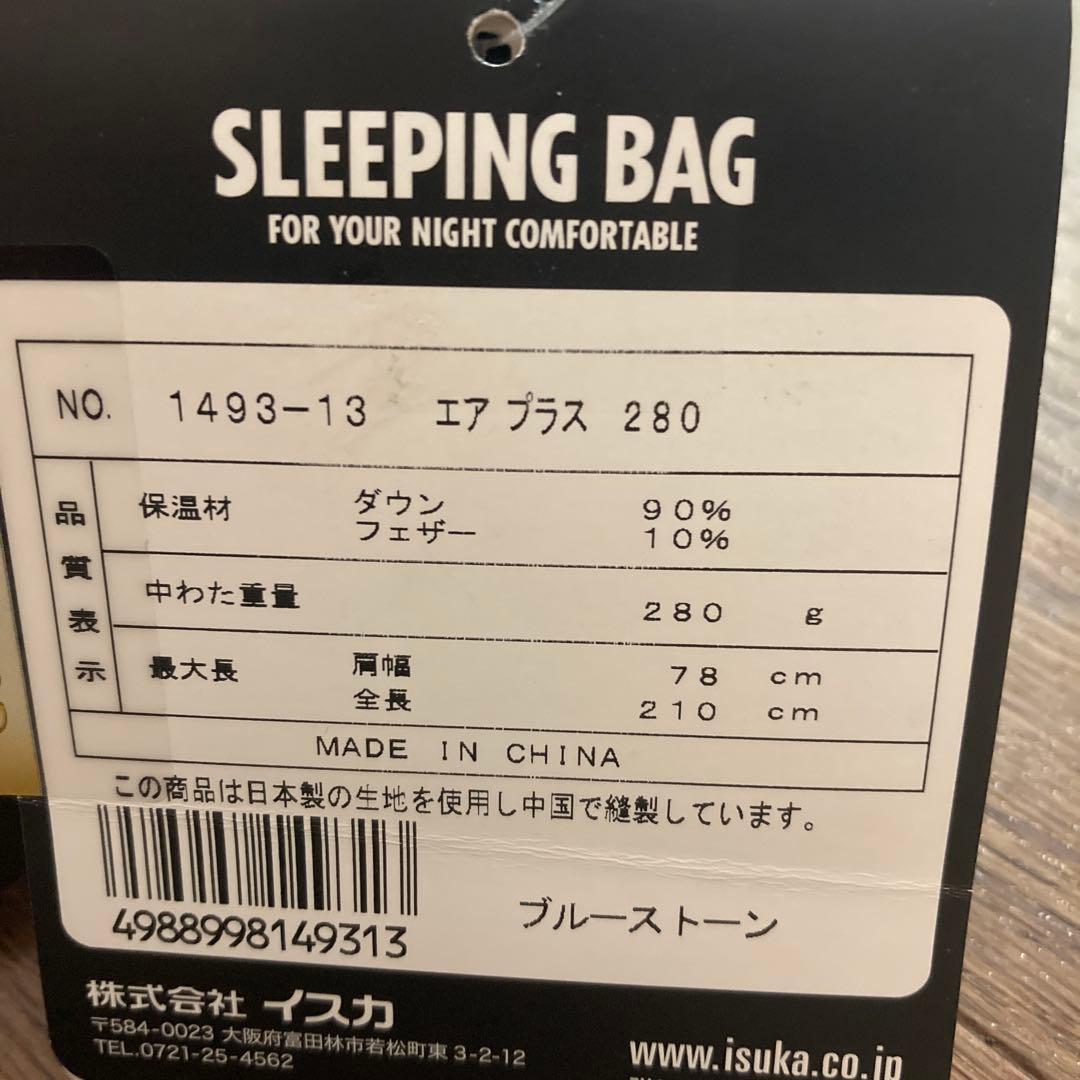 SLEEPING BAG
FOR YOUR NIGHT COMFORTABLE
NO. 1493-13 エア プラス 280
品質表示
保温材 ダウン 90%
フェザー 10%
中わた重量 280 g
最大長 肩幅 78 cm
全長 210 cm
MADE IN CHINA
この商品は日本製の生地を使用し中国で縫製しています。
4988998149313
ブルーストーン
株式会社 イスカ
〒584-0023 大阪府富田林市若松町東3-2-12
TEL.0721-25-4562
www.isuka.co.jp